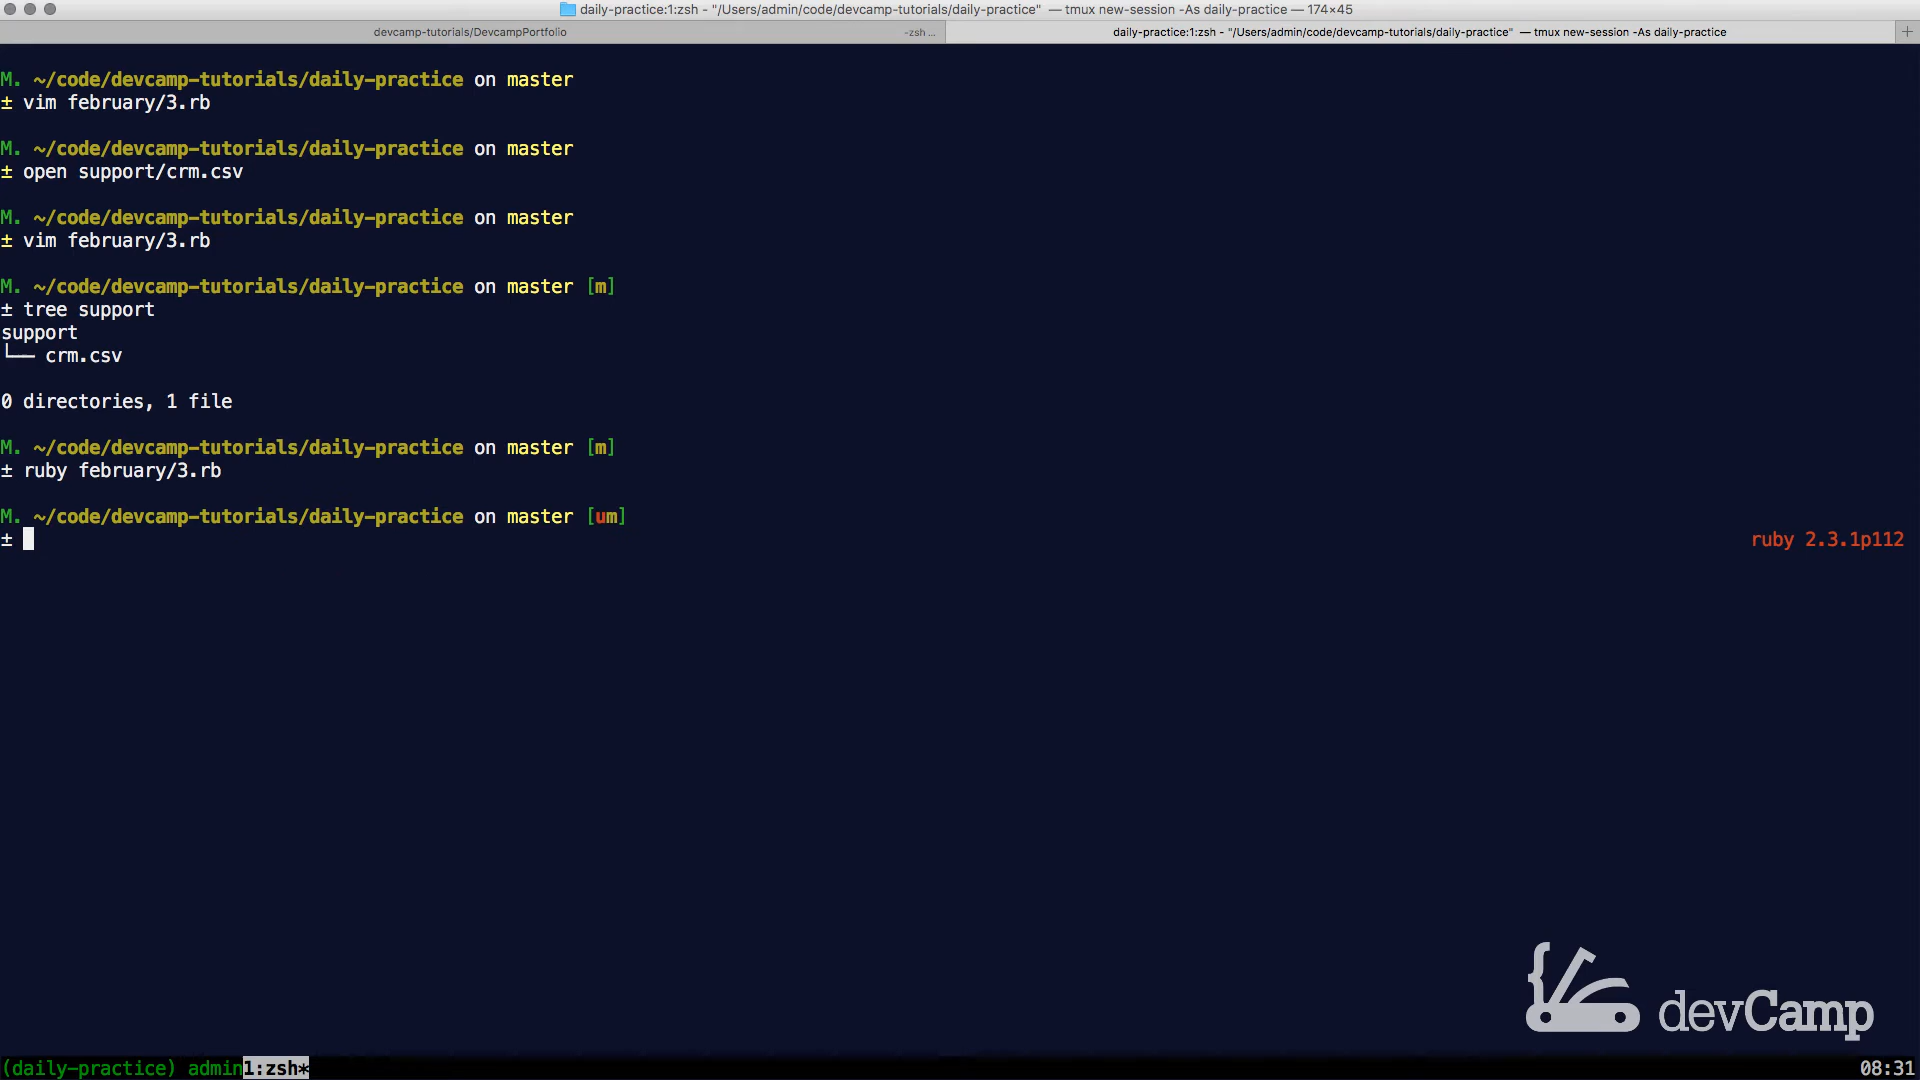 daily-practice:1:zsh - "/Users/admin/code/devcamp-tutorials/daily-practice" — tmux new-session -As daily-practice — 174×45
devcamp-tutorials/DevcampPortfolio -zsh ... daily-practice:1:zsh - "/Users/admin/code/devcamp-tutorials/daily-practice" — tmux new-session -As daily-practice +
M. ~/code/devcamp-tutorials/daily-practice on master
± vim february/3.rb
M. ~/code/devcamp-tutorials/daily-practice on master
± open support/crm.csv
M. ~/code/devcamp-tutorials/daily-practice on master
± vim february/3.rb
M. ~/code/devcamp-tutorials/daily-practice on master [m]
± tree support
support
└── crm.csv
0 directories, 1 file
M. ~/code/devcamp-tutorials/daily-practice on master [m]
± ruby february/3.rb
M. ~/code/devcamp-tutorials/daily-practice on master [um]
± ruby 2.3.1p112
devCamp
(daily-practice) admin1:zsh* 08:31